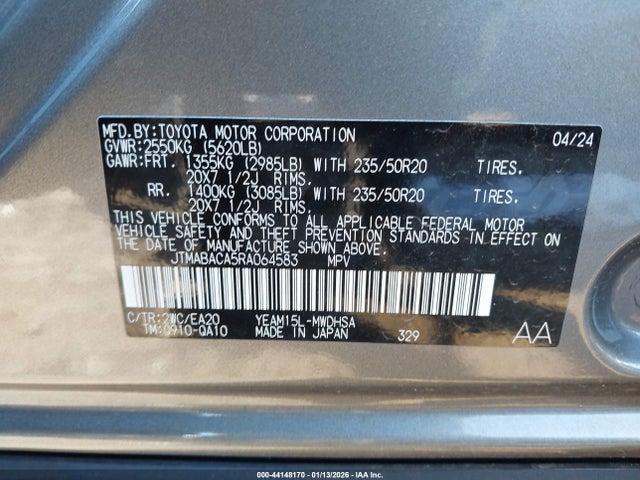 MFD.BY:TOYOTA MOTOR CORPORATION 04/24
GVWR:2550KG (5620LB)
GAWR:FRT. 1355KG (2985LB) WITH 235/50R20 TIRES.
20X7 1/2J RIMS.
RR. 1400KG (3085LB) WITH 235/50R20 TIRES.
20X7 1/2J RIMS.
THIS VEHICLE CONFORMS TO ALL APPLICABLE FEDERAL MOTOR
VEHICLE SAFETY AND THEFT PREVENTION STANDARDS IN EFFECT ON
THE DATE OF MANUFACTURE SHOWN ABOVE.
JTMABACA5RA064583 MPV
C/TR:2WC/EA20 YEAM15L-MWDHSA
TM:C910-QA10 MADE IN JAPAN 329 AA
000-44148170 - 01/13/2026 - IAA Inc.